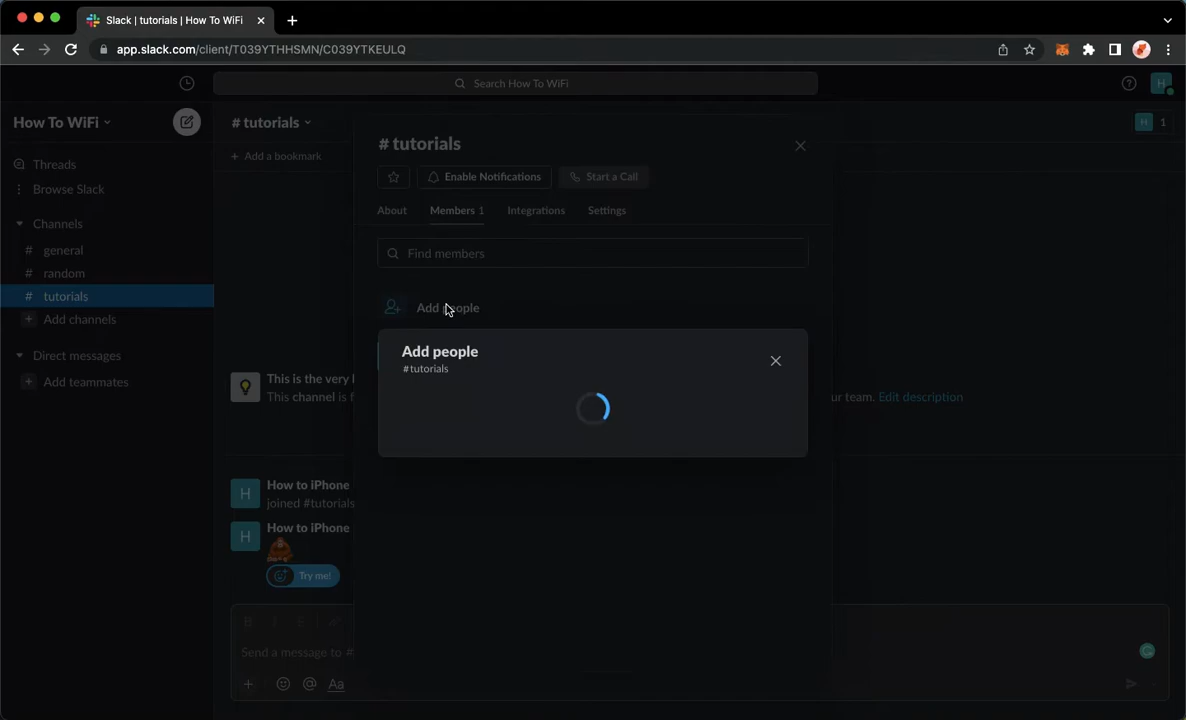 Slack | tutorials | How To WiFi
app.slack.com/client/T039YTHHSMN/C039YTKEULQ
Search How To WiFi
H
How To WiFi
# tutorials
H 1
+ Add a bookmark
Threads
Browse Slack
Channels
# general
# random
# tutorials
+ Add channels
Direct messages
+ Add teammates
# tutorials
Enable Notifications
Start a Call
About
Members 1
Integrations
Settings
Find members
Add people
Add people
#tutorials
This is the very
This channel is f
ur team. Edit description
H
How to iPhone
joined #tutorials
H
How to iPhone
Try me!
B I S
Send a message to #
+ @ Aa